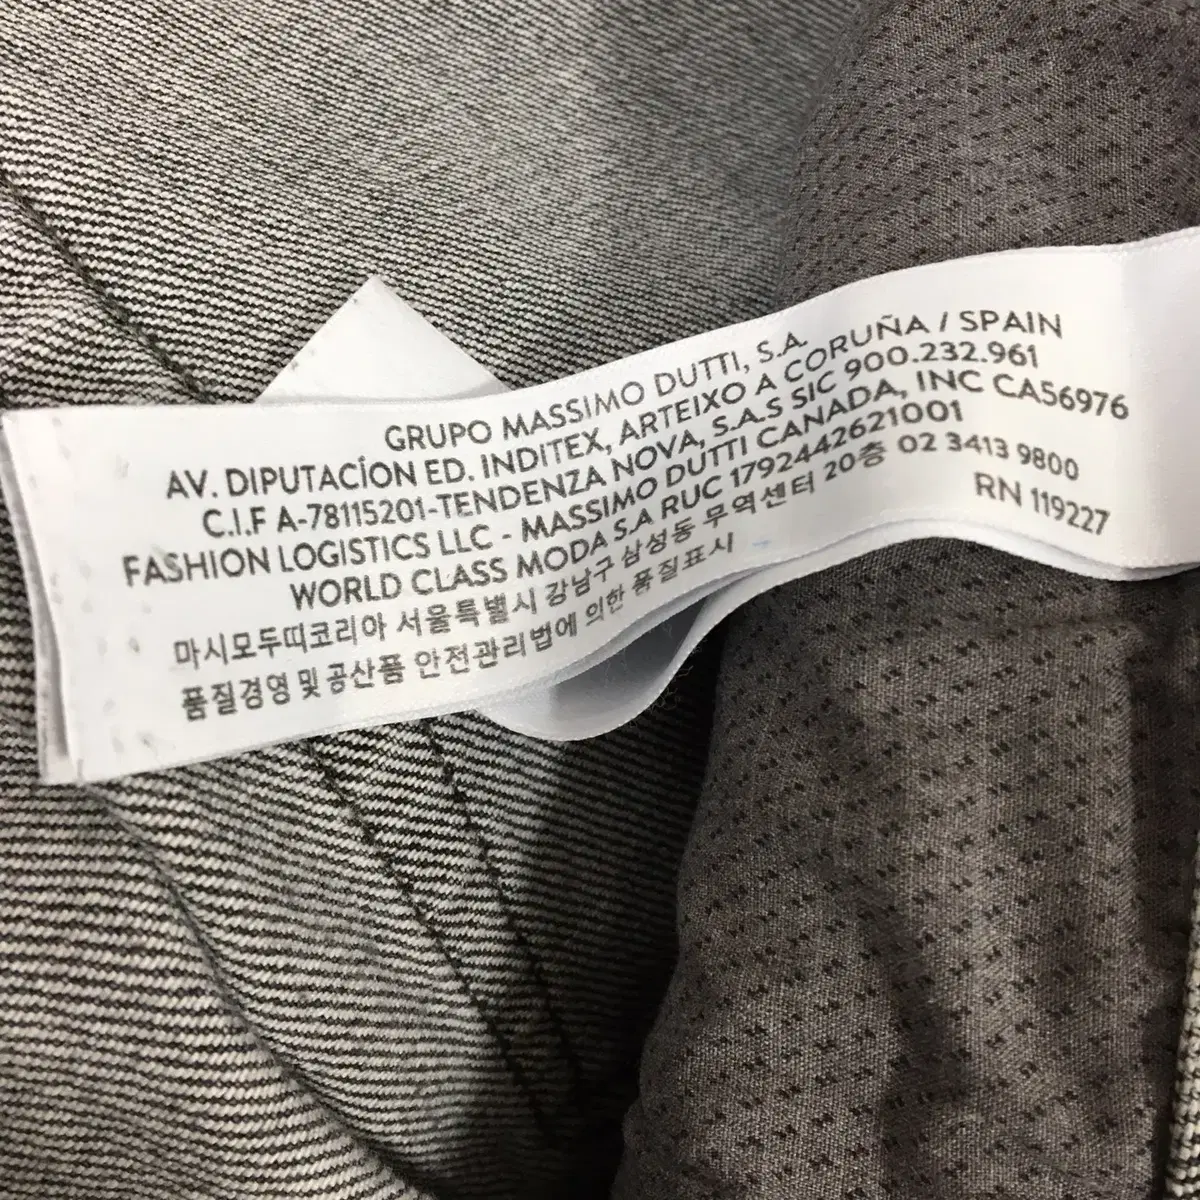 GRUPO MASSIMO DUTTI, S.A.
AV. DIPUTACÍON ED. INDITEX, ARTEIXO A CORUÑA / SPAIN
C.I.F A-78115201-TENDENZA NOVA, S.A.S SIC 900.232.961
FASHION LOGISTICS LLC - MASSIMO DUTTI CANADA, INC CA56976
WORLD CLASS MODA S.A RUC 1792442621001
마시모두띠코리아 서울특별시 강남구 삼성동 무역센터 20층 02 3413 9800
품질경영 및 공산품 안전관리법에 의한 품질표시
RN 119227